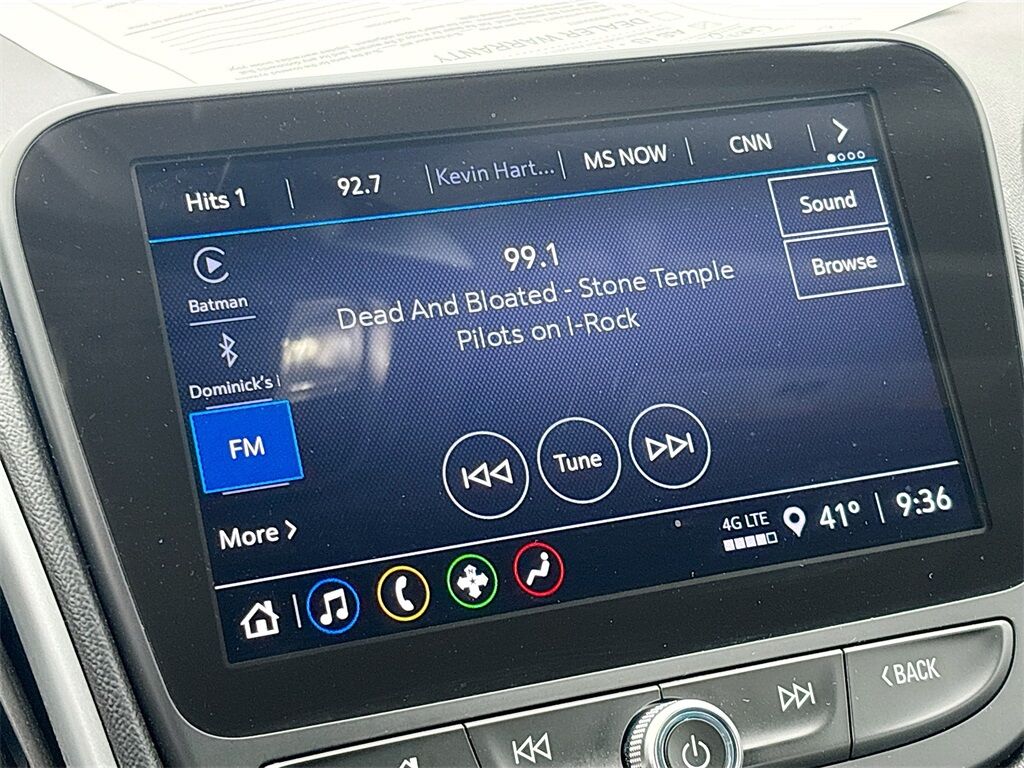 DEALER WARRANTY
Hits 1
92.7
Kevin Hart...
MS NOW
CNN
Sound
Browse
Batman
Dominick's
FM
More
99.1
Dead And Bloated - Stone Temple
Pilots on I-Rock
Tune
4G LTE
41°
9:36
BACK